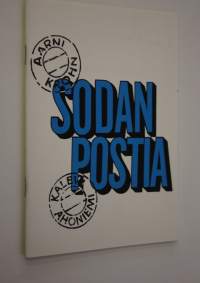 AARNI
KROHN
SODAN
POSTIA
KALEVI
AHONIEMI